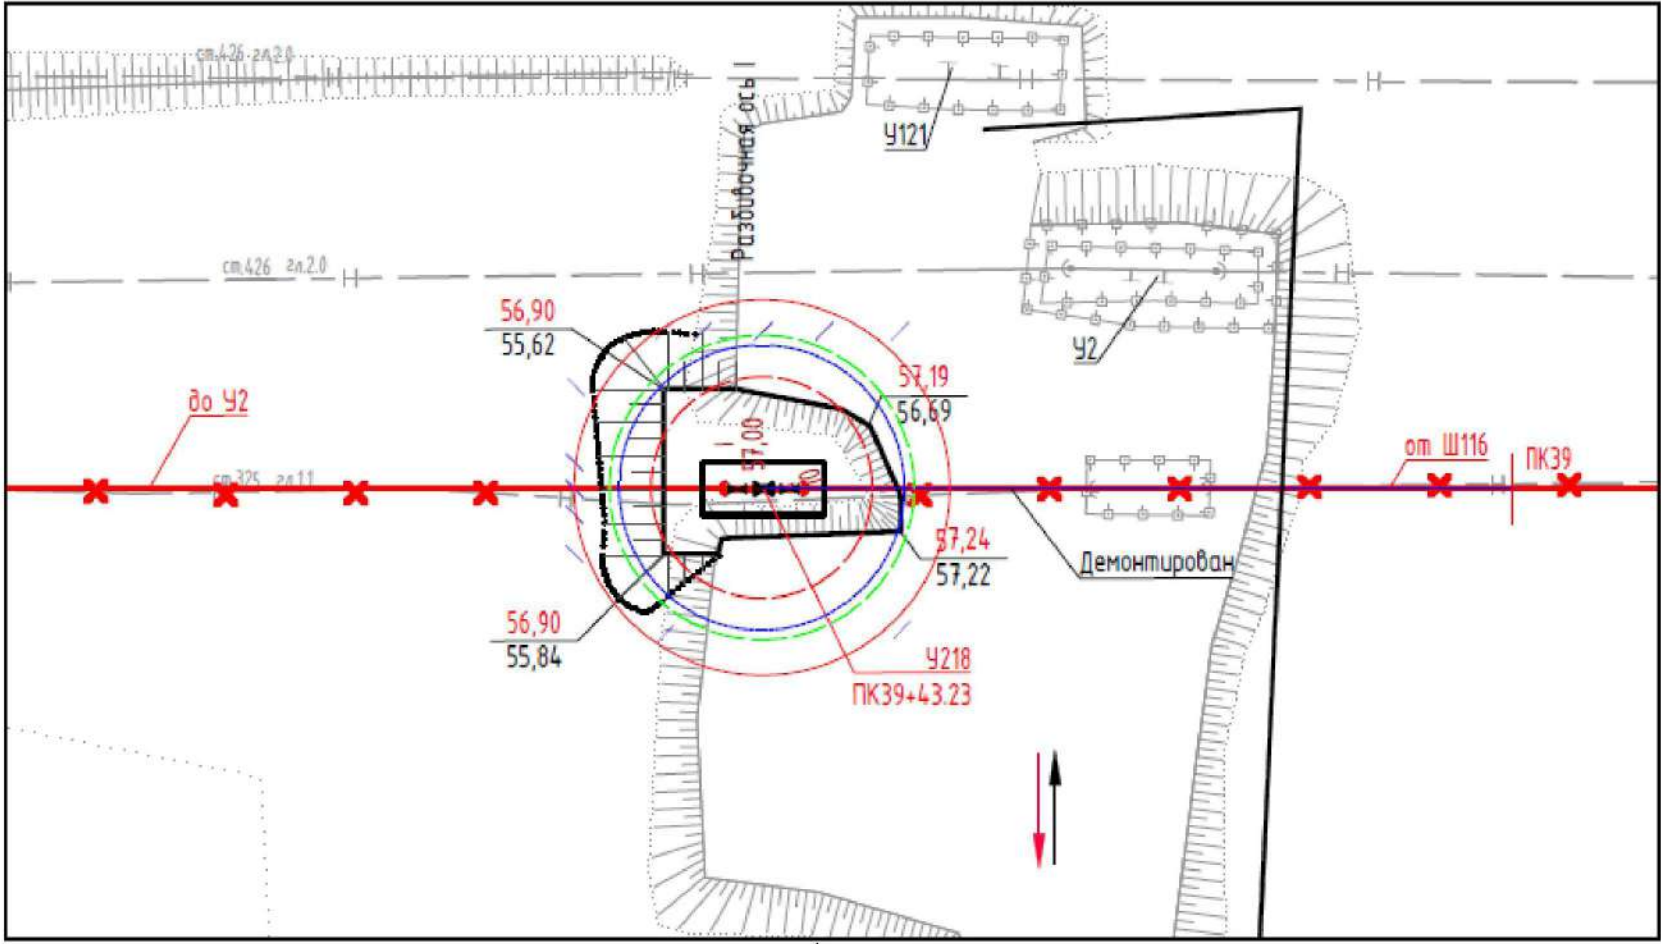 ст.426 гл.2.0
Разбивочная ось I
У121
ст.426 гл.2.0
56,90
55,62
У2
57,19
56,69
до У2
I
57,00
от Ш116
ПК39
ст.325 гл.1.1
57,24
57,22
Демонтирован
56,90
55,84
У218
ПК39+43.23